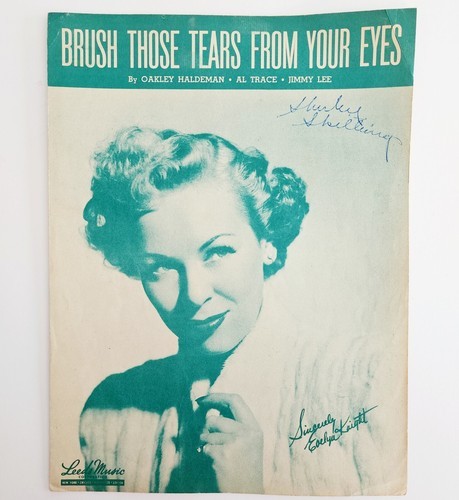 BRUSH THOSE TEARS FROM YOUR EYES
By OAKLEY HALDEMAN • AL TRACE • JIMMY LEE
Shirley
Skelling
Sincerely
Evelyn Knight
Leeds Music